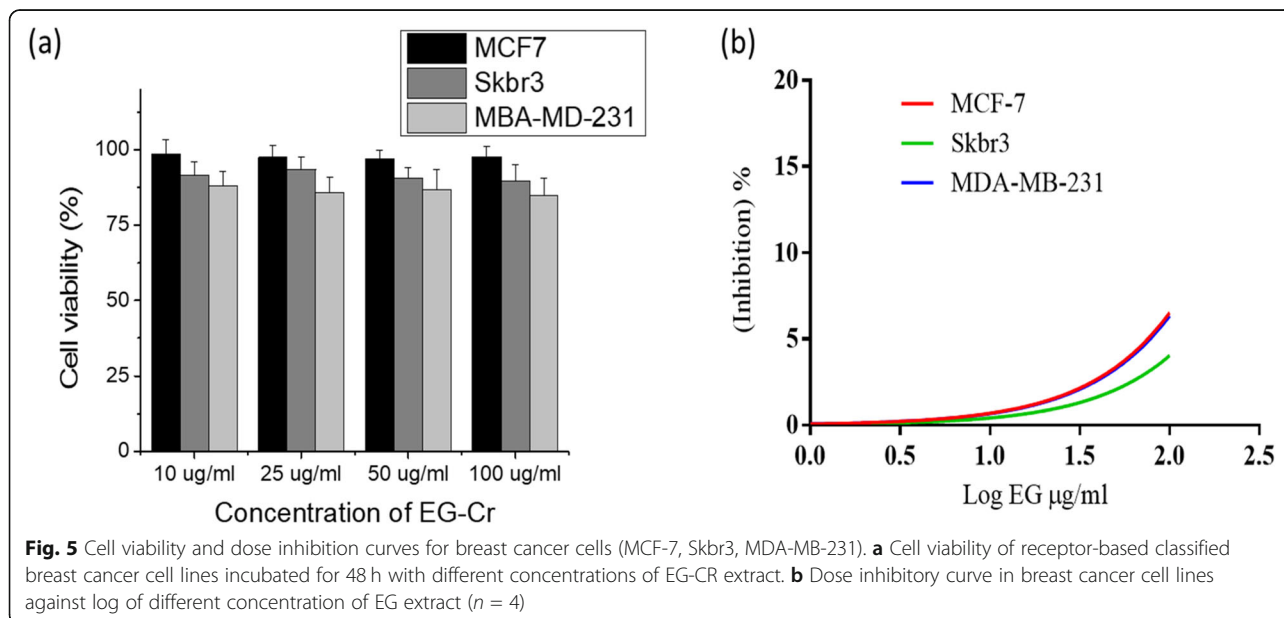 (a)
MCF7
Skbr3
MBA-MD-231
100
75
50
25
0
Cell viability (%)
10 ug/ml 25 ug/ml 50 ug/ml 100 ug/ml
Concentration of EG-Cr
(b)
20
15
10
5
0
(Inhibition) %
MCF-7
Skbr3
MDA-MB-231
0.0 0.5 1.0 1.5 2.0 2.5
Log EG µg/ml
Fig. 5 Cell viability and dose inhibition curves for breast cancer cells (MCF-7, Skbr3, MDA-MB-231). a Cell viability of receptor-based classified
breast cancer cell lines incubated for 48 h with different concentrations of EG-CR extract. b Dose inhibitory curve in breast cancer cell lines
against log of different concentration of EG extract (n = 4)